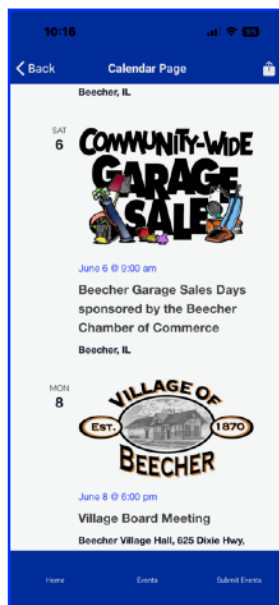 10:16
Back
Calendar Page
Beecher, IL
SAT
6
COMMUNITY-WIDE
GARAGE
SALE
June 6 @ 9:00 am
Beecher Garage Sales Days
sponsored by the Beecher
Chamber of Commerce
Beecher, IL
MON
8
VILLAGE OF
EST. 1870
BEECHER
June 8 @ 6:00 pm
Village Board Meeting
Beecher Village Hall, 625 Dixie Hwy,
Home Events Submit Events